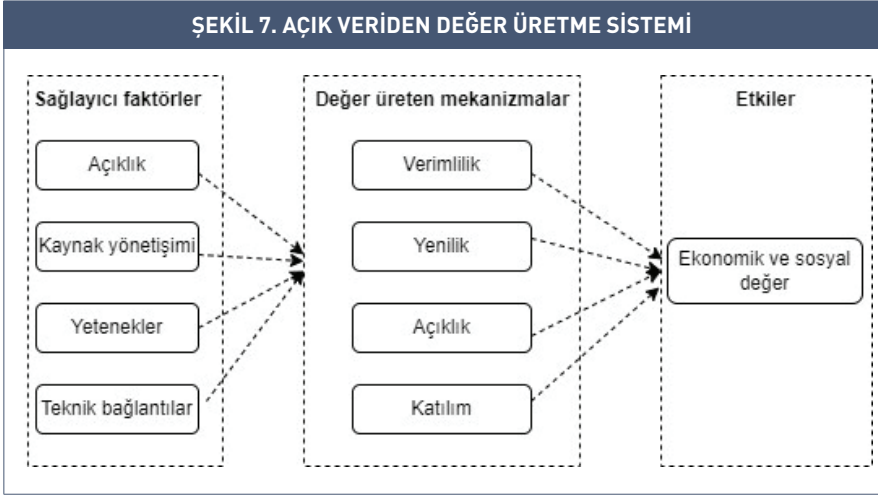 ŞEKİL 7. AÇIK VERİDEN DEĞER ÜRETME SİSTEMİ
Sağlayıcı faktörler
Açıklık
Kaynak yönetişimi
Yetenekler
Teknik bağlantılar
Değer üreten mekanizmalar
Verimlilik
Yenilik
Açıklık
Katılım
Etkiler
Ekonomik ve sosyal
değer